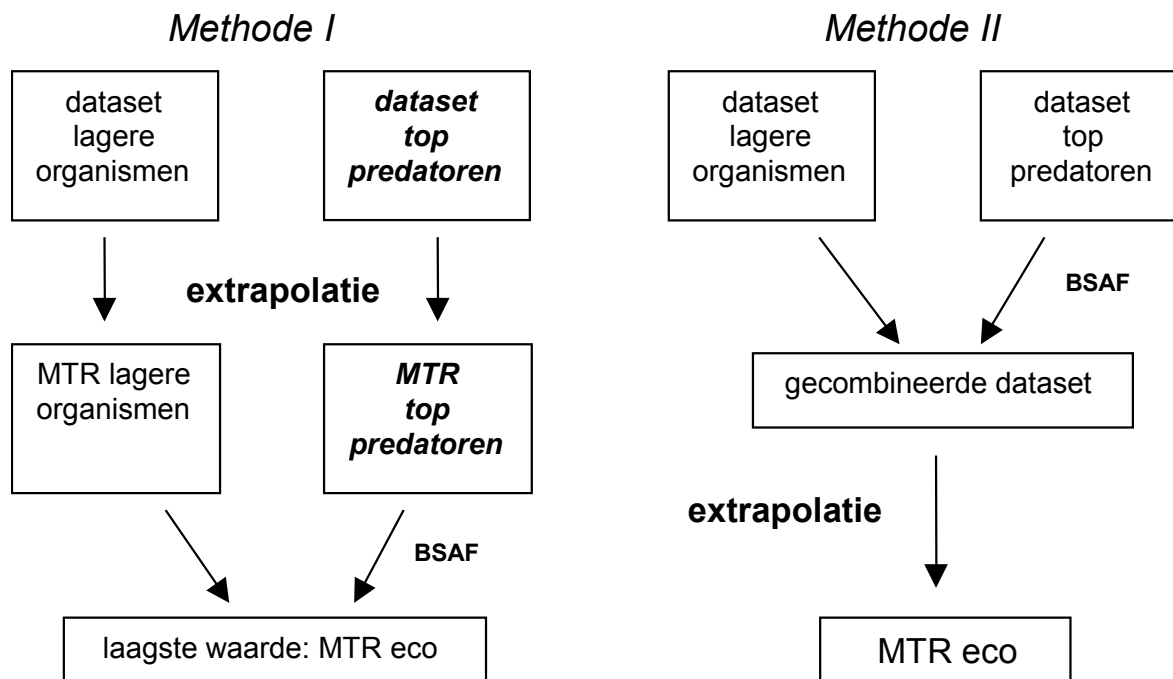 Methode I
dataset
lagere
organismen
dataset
top
predatoren
extrapolatie
MTR lagere
organismen
MTR
top
predatoren
BSAF
laagste waarde: MTR eco
Methode II
dataset
lagere
organismen
dataset
top
predatoren
BSAF
gecombineerde dataset
extrapolatie
MTR eco